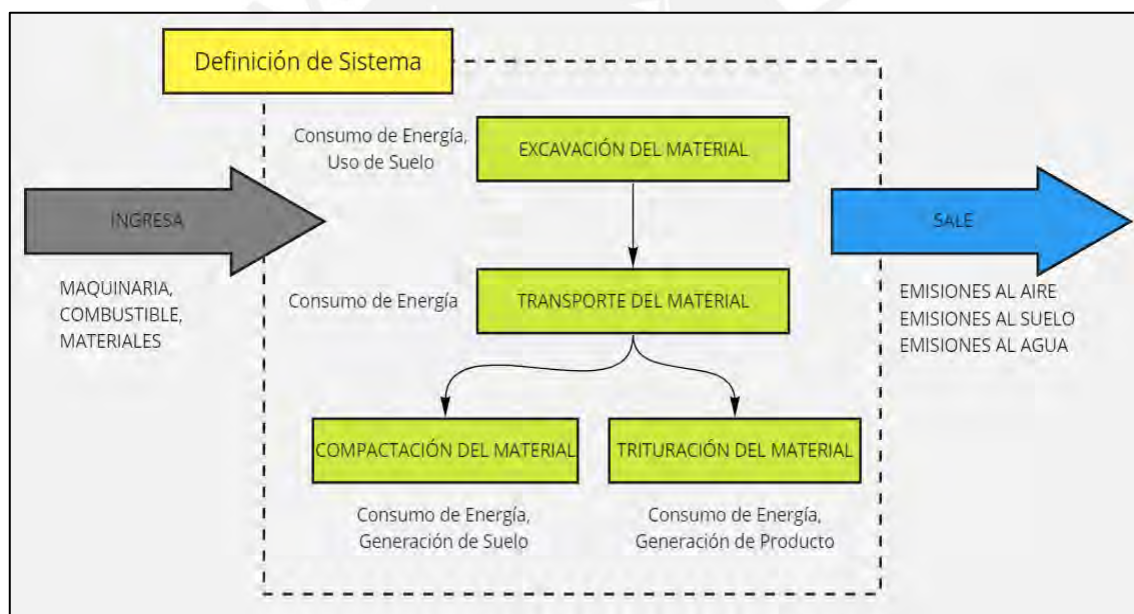 Definición de Sistema
Consumo de Energía,
Uso de Suelo
EXCAVACIÓN DEL MATERIAL
INGRESA
SALE
MAQUINARIA,
COMBUSTIBLE,
MATERIALES
Consumo de Energía
TRANSPORTE DEL MATERIAL
EMISIONES AL AIRE
EMISIONES AL SUELO
EMISIONES AL AGUA
COMPACTACIÓN DEL MATERIAL
TRITURACIÓN DEL MATERIAL
Consumo de Energía,
Generación de Suelo
Consumo de Energía,
Generación de Producto